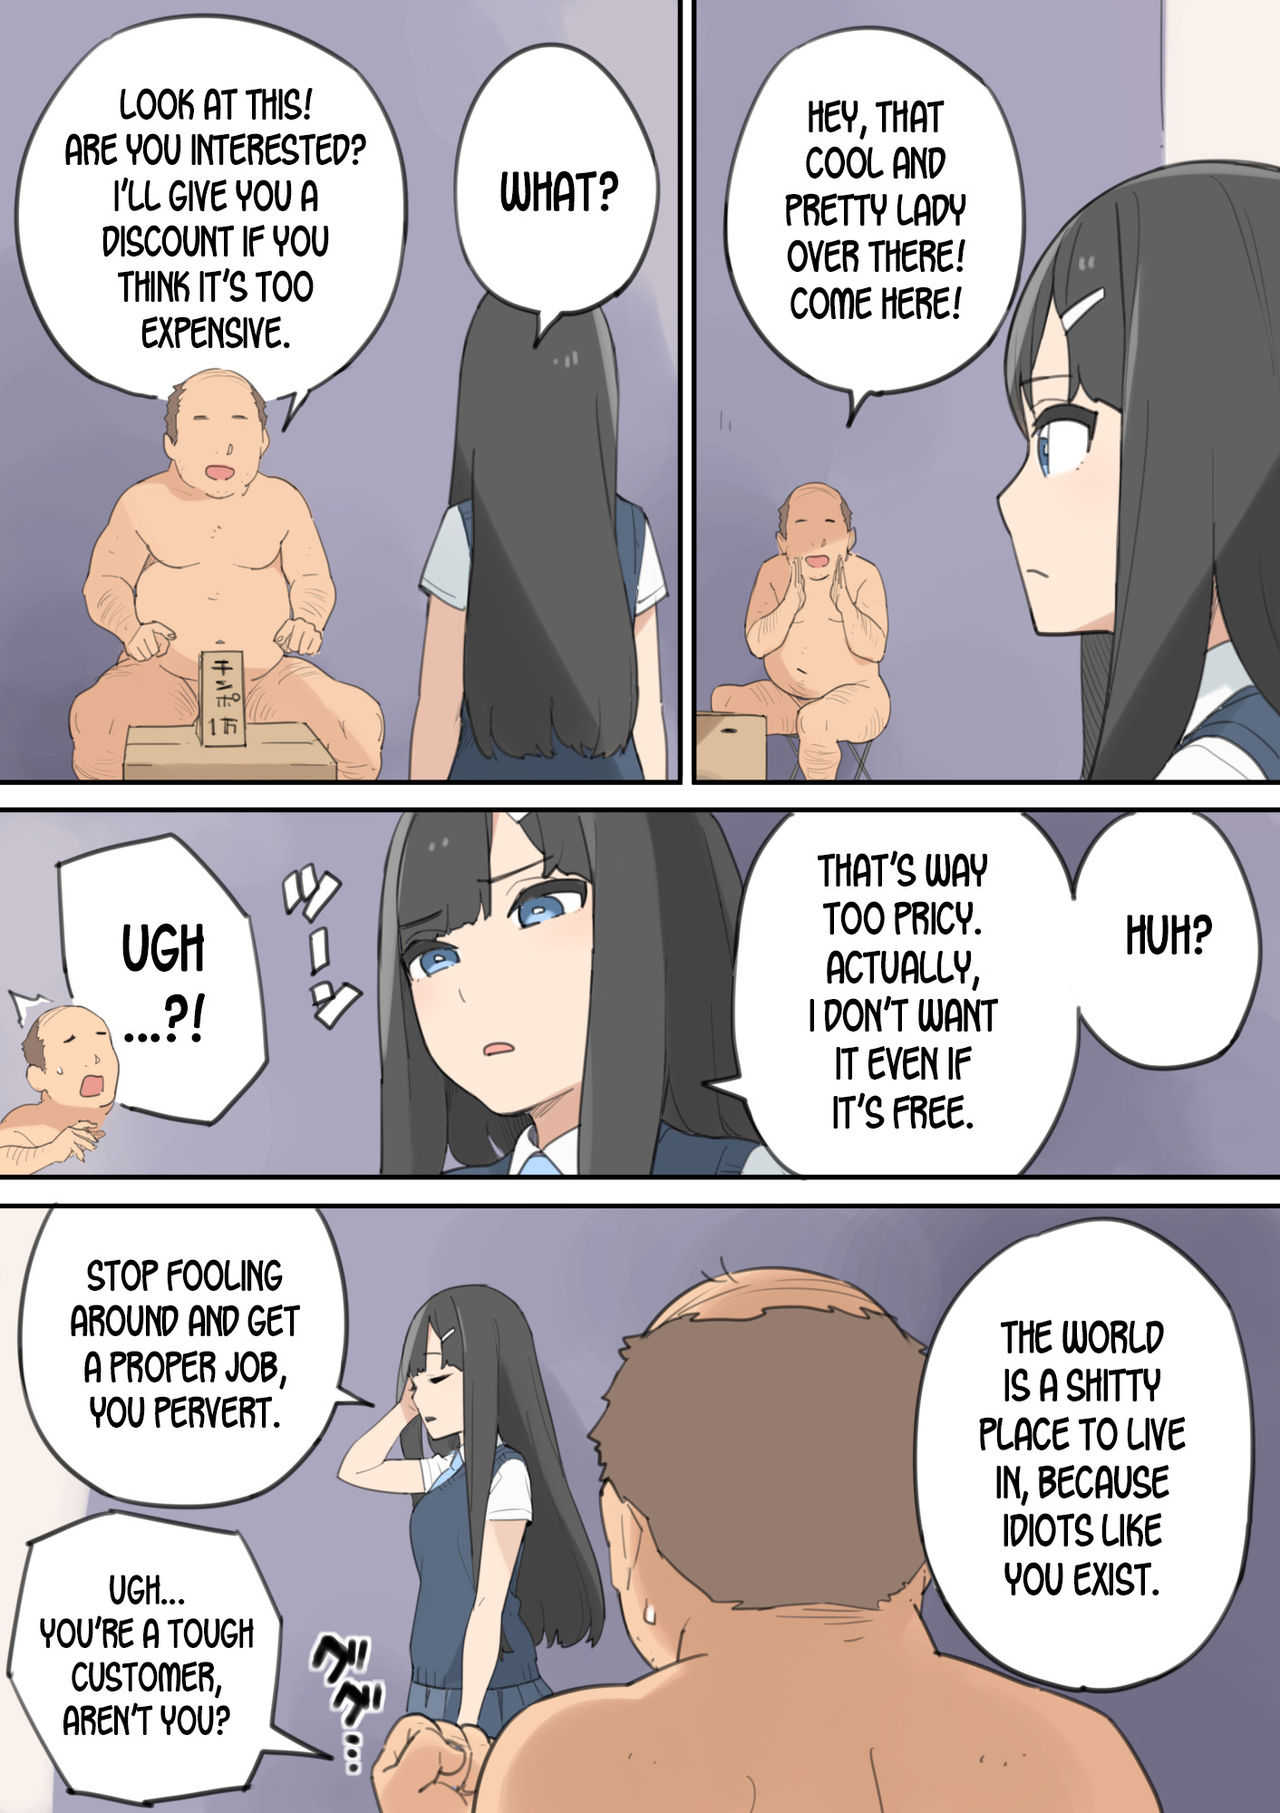 HEY, THAT
COOL AND
PRETTY LADY
OVER THERE!
COME HERE!
WHAT?
LOOK AT THIS!
ARE YOU INTERESTED?
I'LL GIVE YOU A
DISCOUNT IF YOU
THINK IT'S TOO
EXPENSIVE.
チンポ
1万
HUH?
THAT'S WAY
TOO PRICY.
ACTUALLY,
I DON'T WANT
IT EVEN IF
IT'S FREE.
ツーン
UGH
...?!
THE WORLD
IS A SHITTY
PLACE TO LIVE
IN, BECAUSE
IDIOTS LIKE
YOU EXIST.
STOP FOOLING
AROUND AND GET
A PROPER JOB,
YOU PERVERT.
UGH...
YOU'RE A TOUGH
CUSTOMER,
AREN'T YOU?
グズ…